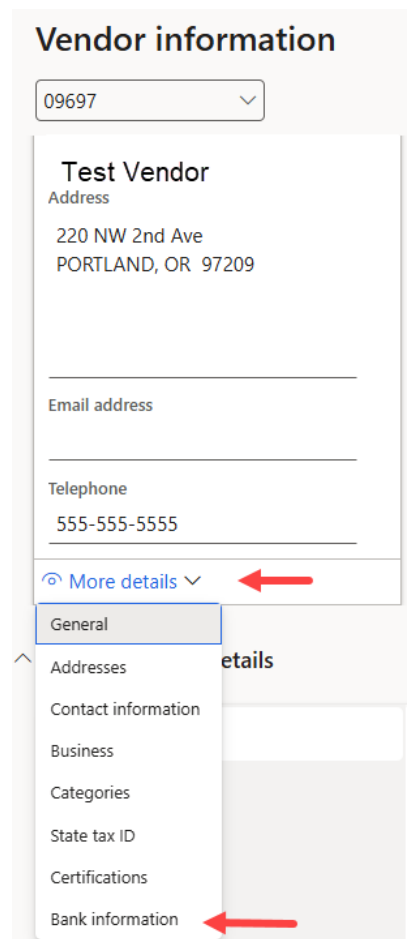 Vendor information
09697
Test Vendor
Address
220 NW 2nd Ave
PORTLAND, OR 97209
Email address
Telephone
555-555-5555
More details
General
etails
Addresses
Contact information
Business
Categories
State tax ID
Certifications
Bank information